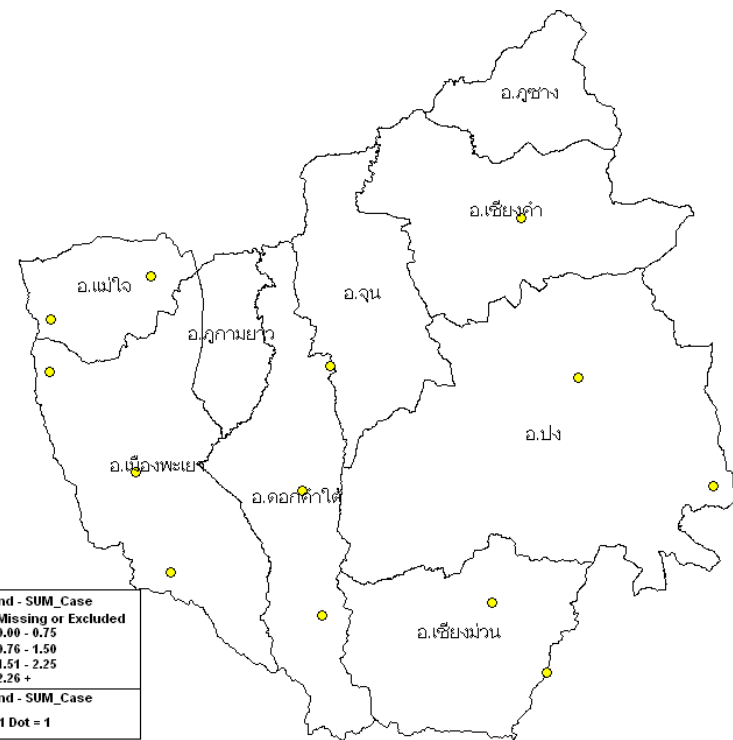 อ.ภูซาง
อ.เชียงคำ
อ.แม่ใจ
อ.จุน
อ.ภูกามยาว
อ.ปง
อ.เมืองพะเยา
อ.ดอกคำใต้
อ.เชียงม่วน
nd - SUM_Case
Missing or Excluded
0.00 - 0.75
0.76 - 1.50
1.51 - 2.25
2.26 +
nd - SUM_Case
1 Dot = 1